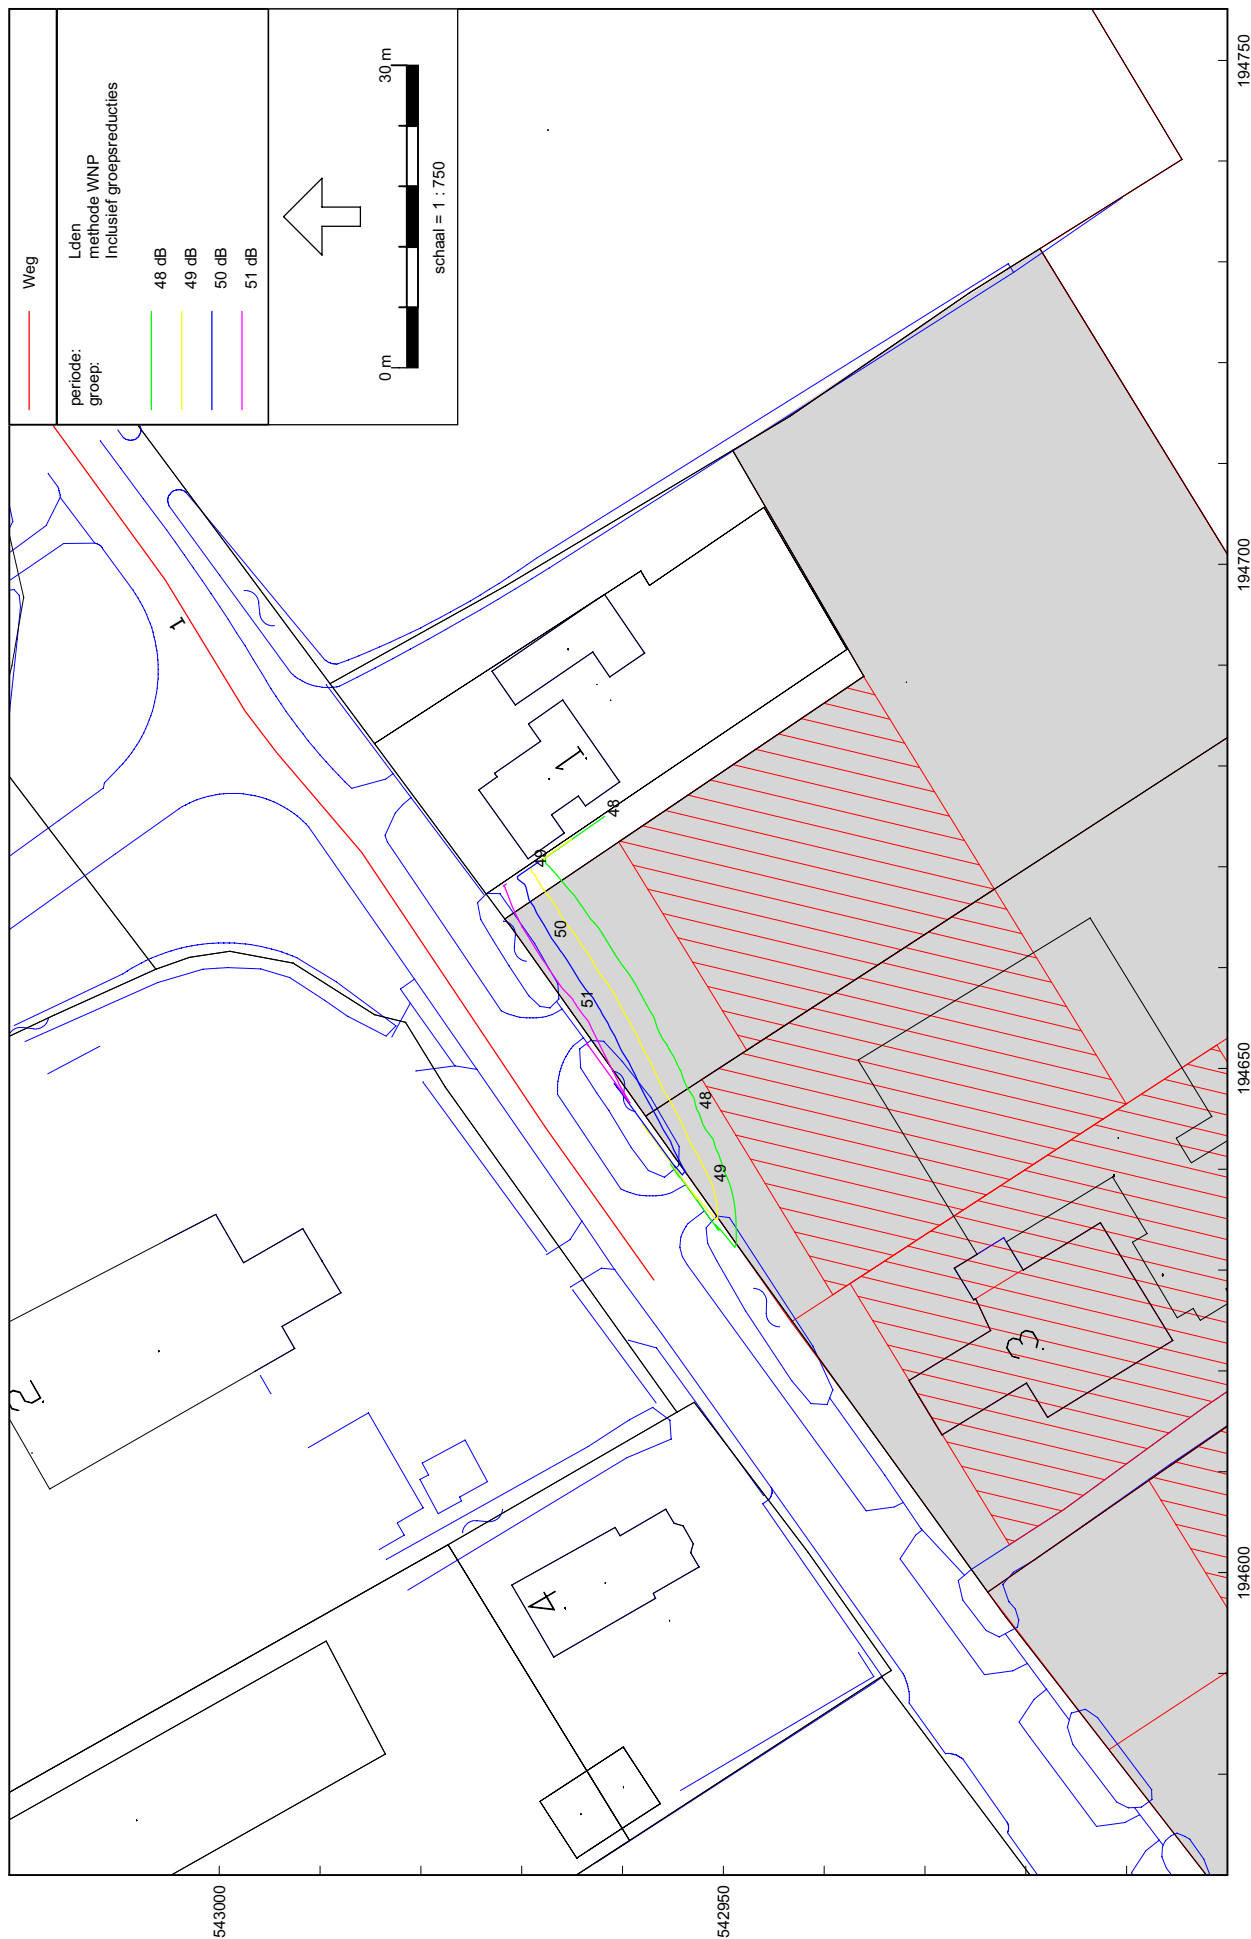 Weg
periode: Lden
groep: methode WNP
Inclusief groepsreducties
48 dB
49 dB
50 dB
51 dB
0 m 30 m
schaal = 1 : 750
1
2
1
3
4
48
49
50
51
48
49
543000
542950
194600
194650
194700
194750